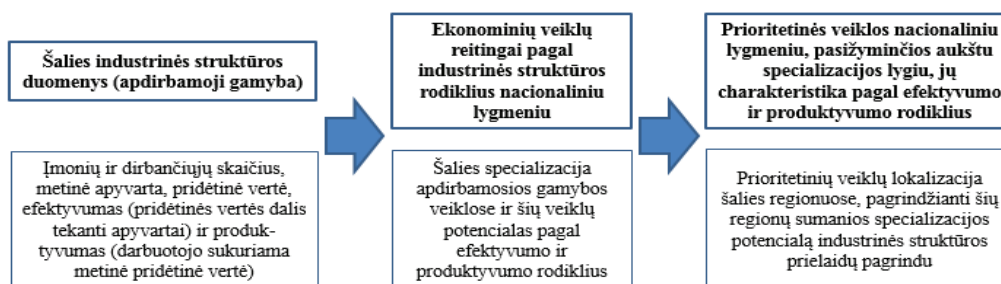 Šalies industrinės struktūros
duomenys (apdirbamoji gamyba)
Įmonių ir dirbančiųjų skaičius,
metinė apyvarta, pridėtinė vertė,
efektyvumas (pridėtinės vertės dalis
tekanti apyvartai) ir produk-
tyvumas (darbuotojo sukuriama
metinė pridėtinė vertė)
Ekonominių veiklų
reitingai pagal
industrinės struktūros
rodiklius nacionaliniu
lygmeniu
Šalies specializacija
apdirbamosios gamybos
veiklose ir šių veiklų
potencialas pagal
efektyvumo ir
produktyvumo rodiklius
Prioritetinės veiklos nacionaliniu
lygmeniu, pasižyminčios aukštu
specializacijos lygiu, jų
charakteristika pagal efektyvumo
ir produktyvumo rodiklius
Prioritetinių veiklų lokalizacija
šalies regionuose, pagrindžianti šių
regionų sumanios specializacijos
potencialą industrinės struktūros
prielaidų pagrindu